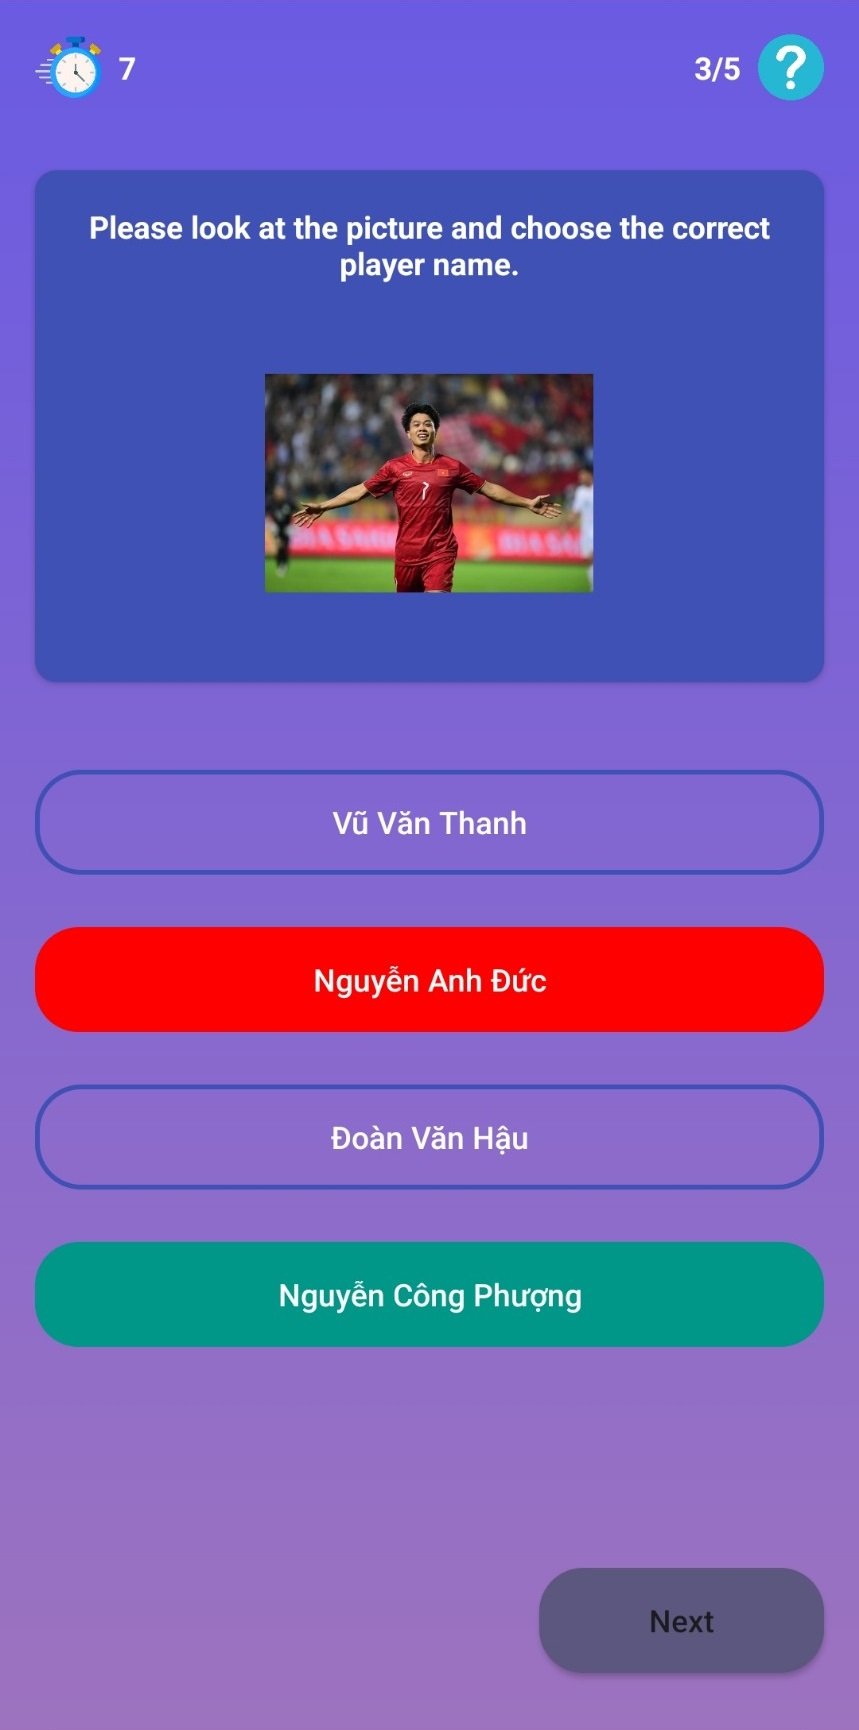 7
3/5
?
Please look at the picture and choose the correct
player name.
7
Vũ Văn Thanh
Nguyễn Anh Đức
Đoàn Văn Hậu
Nguyễn Công Phượng
Next